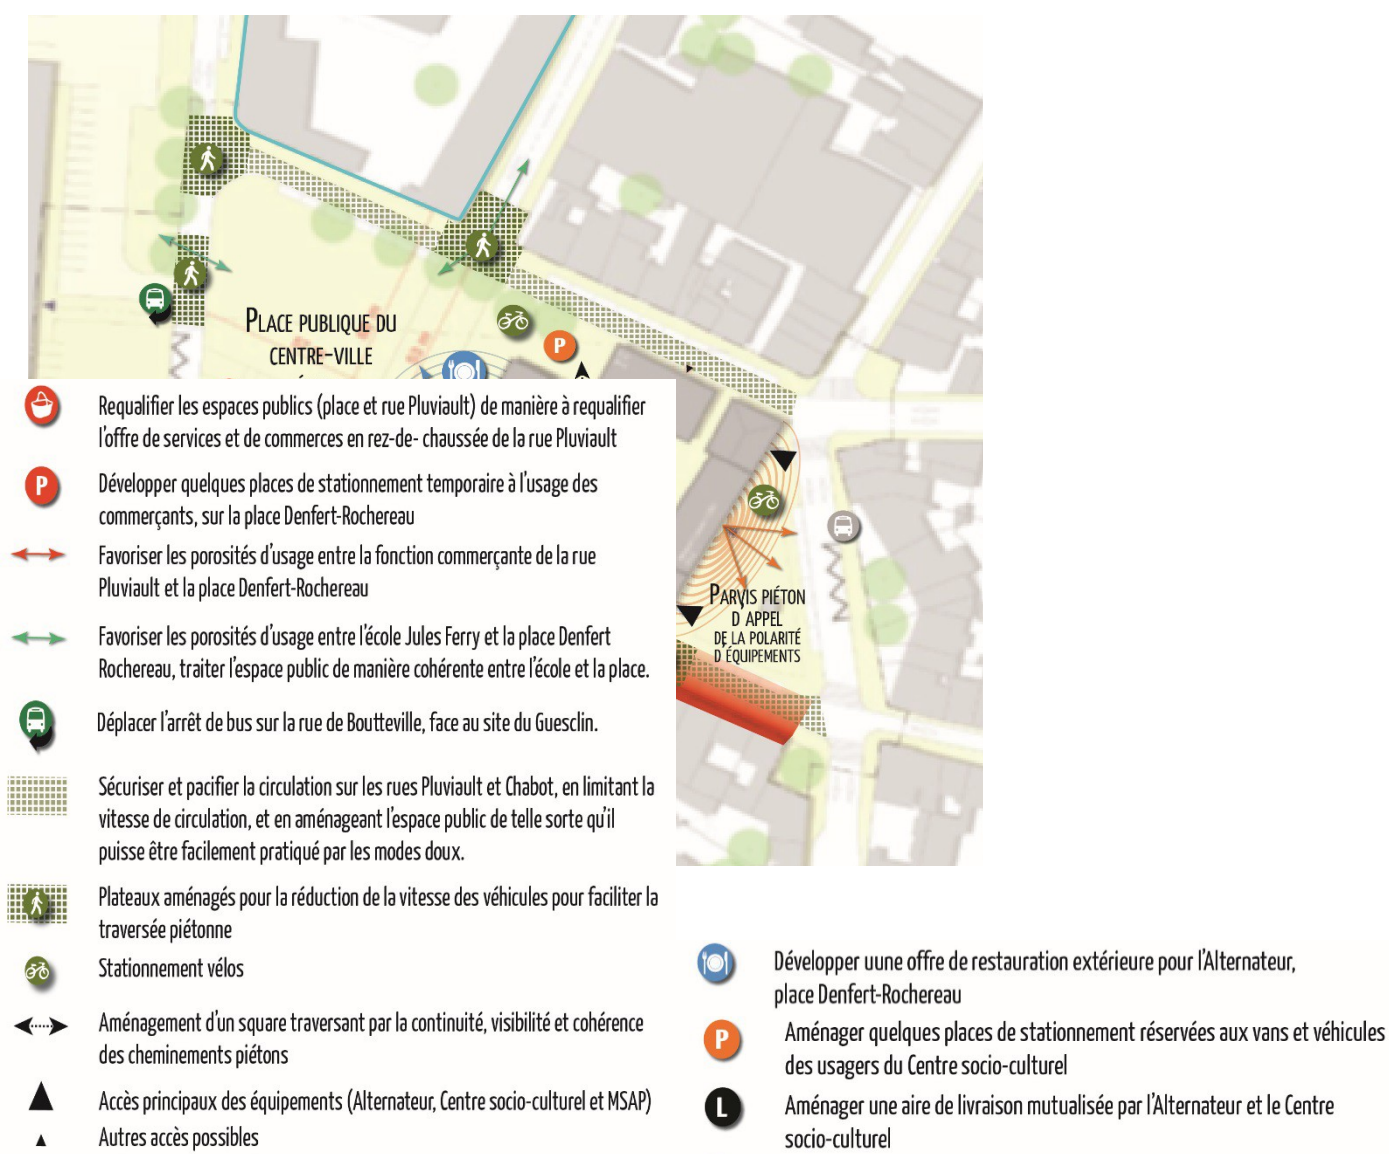 PLACE PUBLIQUE DU
CENTRE-VILLE
P
PARVIS PIÉTON
D'APPEL
DE LA POLARITÉ
D'ÉQUIPEMENTS
Requalifier les espaces publics (place et rue Pluviault) de manière à requalifier
l'offre de services et de commerces en rez-de- chaussée de la rue Pluviault
P
Développer quelques places de stationnement temporaire à l'usage des
commerçants, sur la place Denfert-Rochereau
Favoriser les porosités d'usage entre la fonction commerçante de la rue
Pluviault et la place Denfert-Rochereau
Favoriser les porosités d'usage entre l'école Jules Ferry et la place Denfert
Rochereau, traiter l'espace public de manière cohérente entre l'école et la place.
Déplacer l'arrêt de bus sur la rue de Boutteville, face au site du Guesclin.
Sécuriser et pacifier la circulation sur les rues Pluviault et Chabot, en limitant la
vitesse de circulation, et en aménageant l'espace public de telle sorte qu'il
puisse être facilement pratiqué par les modes doux.
Plateaux aménagés pour la réduction de la vitesse des véhicules pour faciliter la
traversée piétonne
Stationnement vélos
Aménagement d'un square traversant par la continuité, visibilité et cohérence
des cheminements piétons
Accès principaux des équipements (Alternateur, Centre socio-culturel et MSAP)
Autres accès possibles
Développer uune offre de restauration extérieure pour l'Alternateur,
place Denfert-Rochereau
P
Aménager quelques places de stationnement réservées aux vans et véhicules
des usagers du Centre socio-culturel
L
Aménager une aire de livraison mutualisée par l'Alternateur et le Centre
socio-culturel